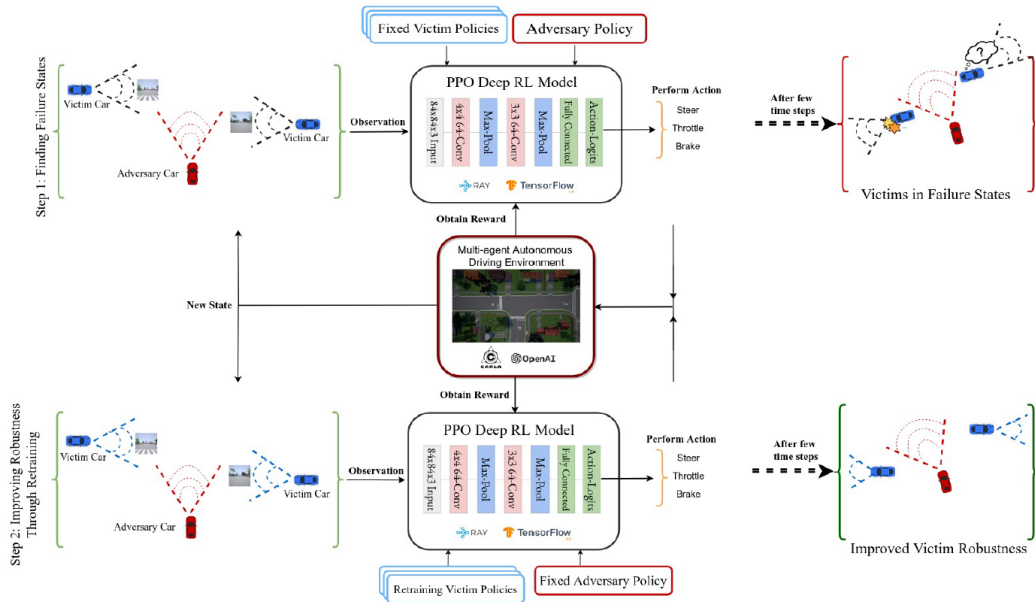 Fixed Victim Policies
Adversary Policy
Step 1: Finding Failure States
Victim Car
Victim Car
Adversary Car
Observation
PPO Deep RL Model
84x84x3 Input
4x4 64-Conv
Max-Pool
3x3 64-Conv
Max-Pool
Fully Connected
Action-Logits
RAY
TensorFlow
Perform Action
Steer
Throttle
Brake
After few
time steps
?
Victims in Failure States
Obtain Reward
Multi-agent Autonomous
Driving Environment
CARLA
OpenAI
New State
Obtain Reward
Step 2: Improving Robustness
Through Retraining
Victim Car
Victim Car
Adversary Car
Observation
PPO Deep RL Model
84x84x3 Input
4x4 64-Conv
Max-Pool
3x3 64-Conv
Max-Pool
Fully Connected
Action-Logits
RAY
TensorFlow
Perform Action
Steer
Throttle
Brake
After few
time steps
Improved Victim Robustness
Retraining Victim Policies
Fixed Adversary Policy